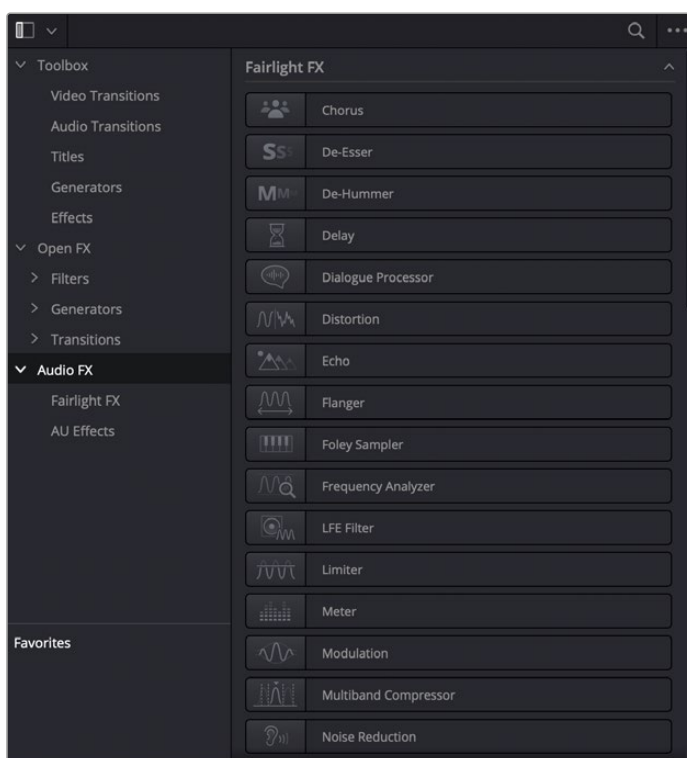 Toolbox
Video Transitions
Audio Transitions
Titles
Generators
Effects
Open FX
Filters
Generators
Transitions
Audio FX
Fairlight FX
AU Effects
Favorites
Fairlight FX
Chorus
SSS
De-Esser
MMM
De-Hummer
Delay
Dialogue Processor
Distortion
Echo
Flanger
Foley Sampler
Frequency Analyzer
LFE Filter
Limiter
Meter
Modulation
Multiband Compressor
Noise Reduction